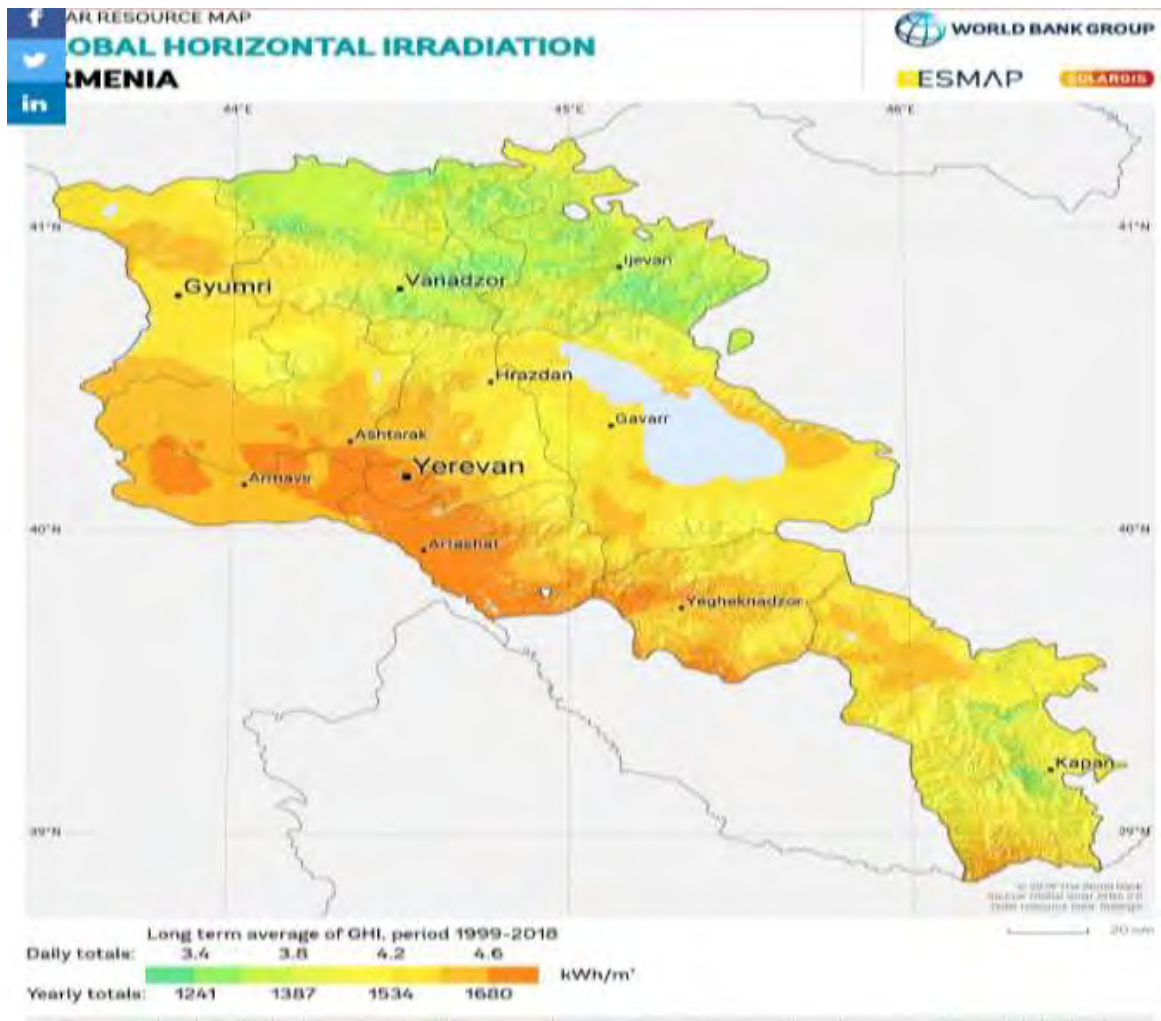 f AR RESOURCE MAP
OBAL HORIZONTAL IRRADIATION
RMENIA
in
WORLD BANK GROUP
ESMAP SOLARGIS
44°E 45°E 46°E
41°N 41°N
Ijevan
Gyumri
Vanadzor
Hrazdan
Gavarr
Ashtarak
Yerevan
Armavir
40°N 40°N
Artashat
Yegheknadzor
Kapan
39°N 39°N
Long term average of GHI, period 1999-2018
Daily totals: 3.4 3.8 4.2 4.6
kWh/m²
Yearly totals: 1241 1387 1534 1680